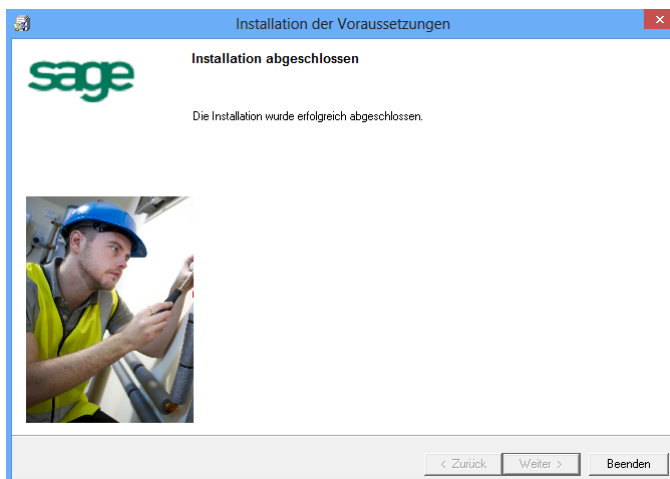 Installation der Voraussetzungen
sage
Installation abgeschlossen
Die Installation wurde erfolgreich abgeschlossen.
< Zurück
Weiter >
Beenden